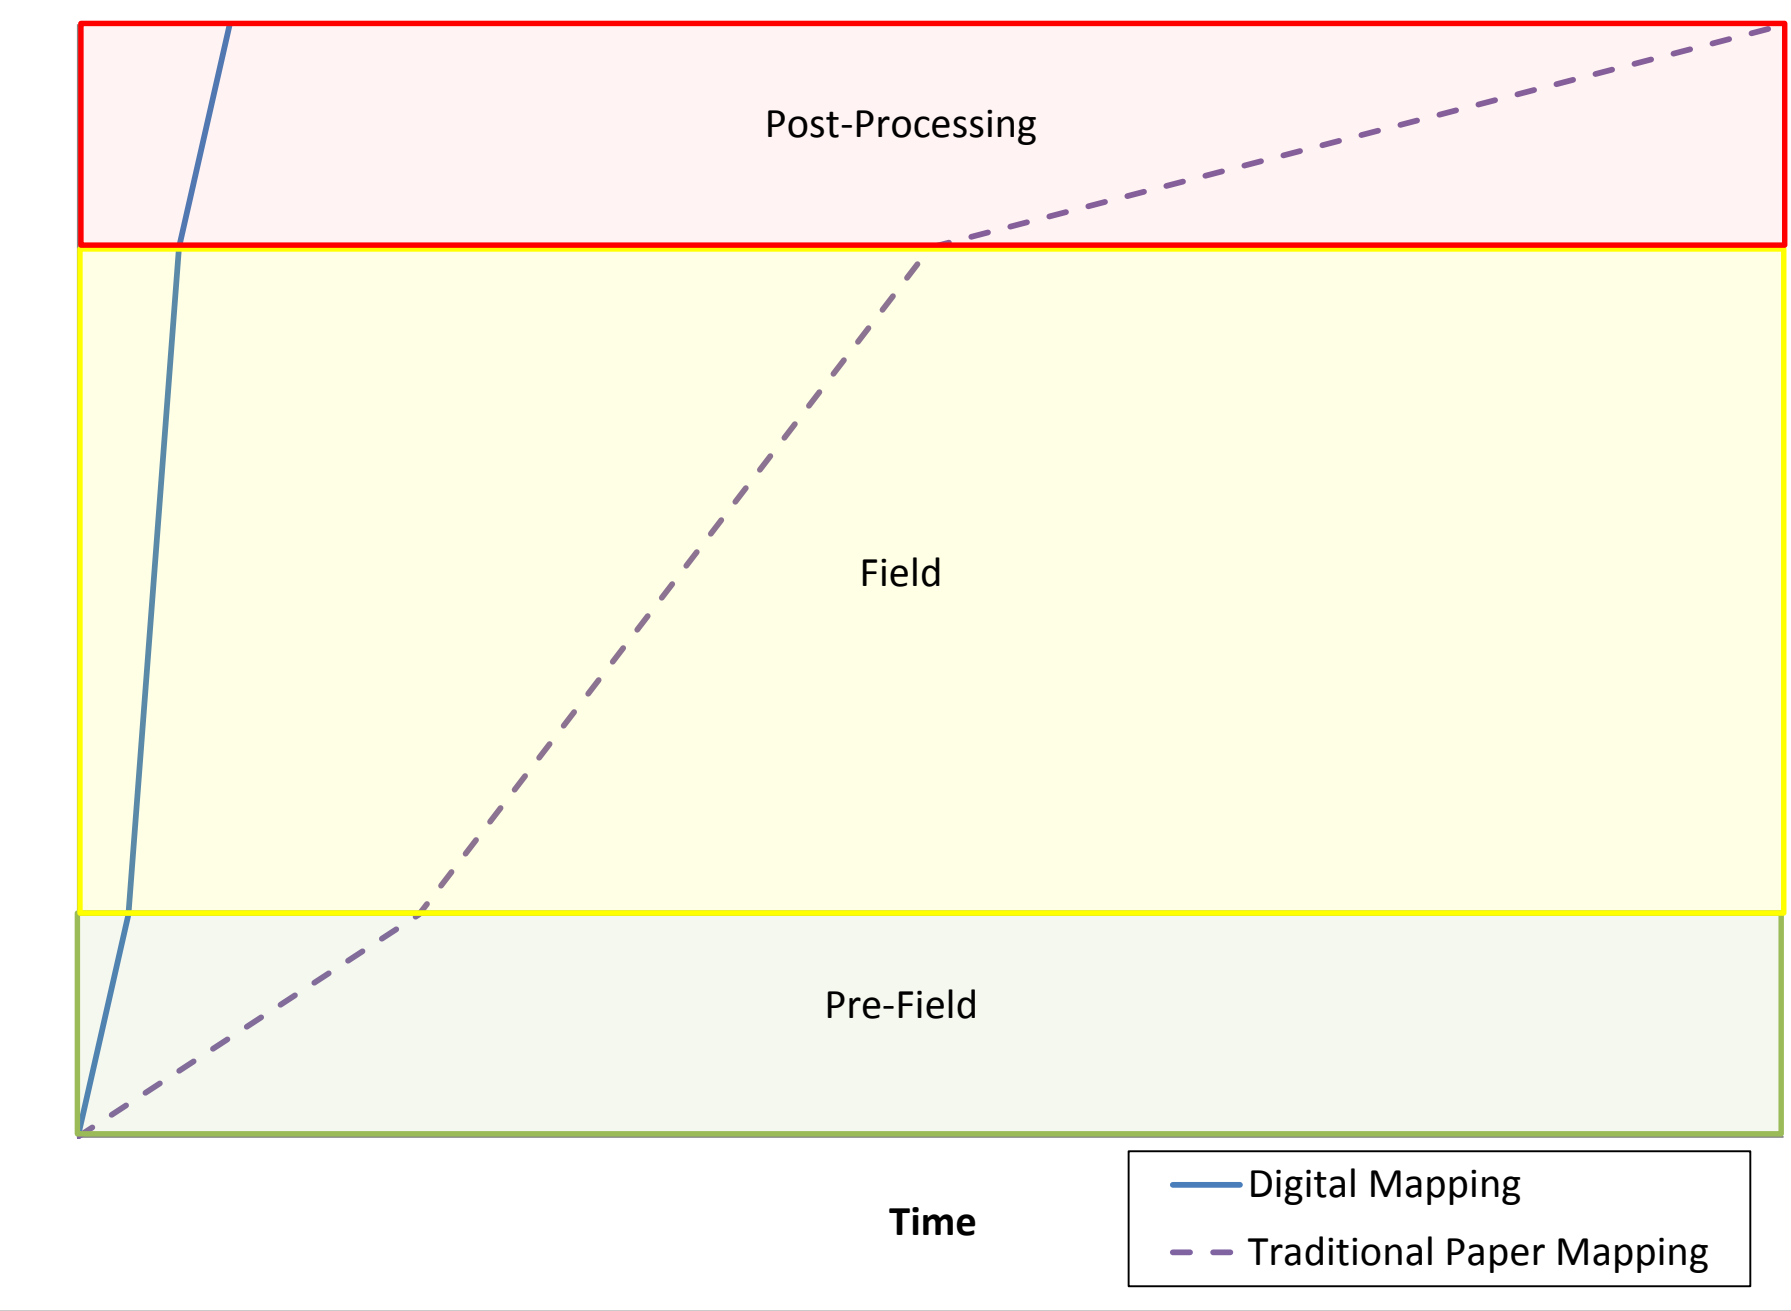 Post-Processing
Field
Pre-Field
Time
Digital Mapping
Traditional Paper Mapping